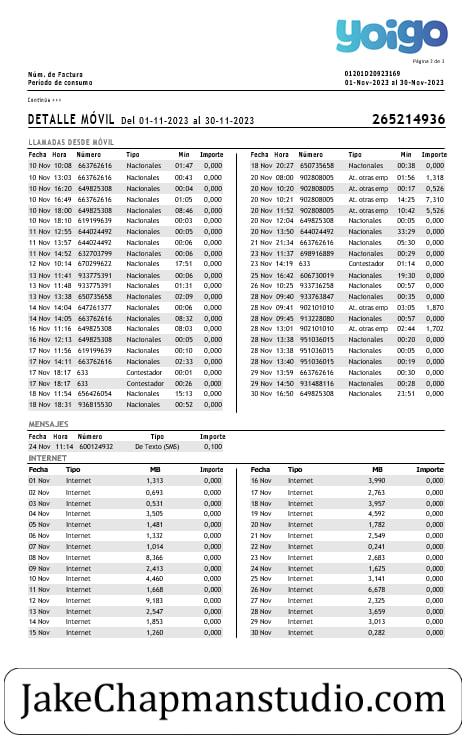 yoigo
Página 2 de 3
Núm. de Factura 01201D20923169
Periodo de consumo 01-Nov-2023 al 30-Nov-2023
Continúa >>>
DETALLE MÓVIL Del 01-11-2023 al 30-11-2023 265214936
LLAMADAS DESDE MÓVIL
Fecha Hora Número Tipo Min Importe Fecha Hora Número Tipo Min Importe
10 Nov 10:08 663762616 Nacionales 01:47 0,000 18 Nov 20:27 650735658 Nacionales 00:38 0,000
10 Nov 13:03 663762616 Nacionales 00:43 0,000 20 Nov 08:00 902808005 At. otras emp 01:56 1,318
10 Nov 16:20 649825308 Nacionales 00:04 0,000 20 Nov 10:20 902808005 At. otras emp 00:17 0,526
10 Nov 16:49 663762616 Nacionales 01:05 0,000 20 Nov 10:21 902808005 At. otras emp 14:25 7,310
10 Nov 18:00 649825308 Nacionales 08:46 0,000 20 Nov 11:52 902808005 At. otras emp 10:42 5,526
10 Nov 18:10 619199639 Nacionales 00:03 0,000 20 Nov 12:04 649825308 Nacionales 00:05 0,000
11 Nov 12:55 644024492 Nacionales 00:05 0,000 20 Nov 13:50 644024492 Nacionales 33:29 0,000
11 Nov 13:57 644024492 Nacionales 00:06 0,000 21 Nov 21:34 663762616 Nacionales 05:30 0,000
11 Nov 14:52 632703799 Nacionales 00:06 0,000 23 Nov 11:37 698916889 Nacionales 00:29 0,000
12 Nov 10:14 670299622 Nacionales 17:51 0,000 23 Nov 14:19 633 Contestador 01:14 0,000
13 Nov 11:41 933775391 Nacionales 00:06 0,000 25 Nov 16:42 606730019 Nacionales 19:30 0,000
13 Nov 11:48 933775391 Nacionales 01:31 0,000 26 Nov 10:25 933736258 Nacionales 00:57 0,000
13 Nov 13:38 650735658 Nacionales 02:09 0,000 28 Nov 09:40 933763847 Nacionales 00:35 0,000
14 Nov 14:04 647261377 Nacionales 00:06 0,000 28 Nov 09:41 902101010 At. otras emp 03:05 1,870
14 Nov 14:05 663762616 Nacionales 08:32 0,000 28 Nov 09:45 913228080 Nacionales 00:57 0,000
16 Nov 11:16 649825308 Nacionales 08:03 0,000 28 Nov 13:01 902101010 At. otras emp 02:44 1,702
16 Nov 12:13 649825308 Nacionales 00:05 0,000 28 Nov 13:38 951036015 Nacionales 00:20 0,000
17 Nov 11:56 619199639 Nacionales 00:10 0,000 28 Nov 13:38 951036015 Nacionales 00:05 0,000
17 Nov 14:11 663762616 Nacionales 02:33 0,000 28 Nov 13:40 951036015 Nacionales 00:19 0,000
17 Nov 18:17 633 Contestador 00:01 0,000 29 Nov 13:59 663762616 Nacionales 00:30 0,000
17 Nov 18:17 633 Contestador 00:26 0,000 29 Nov 14:50 931488116 Nacionales 00:28 0,000
18 Nov 11:54 656426054 Nacionales 15:13 0,000 30 Nov 16:50 649825308 Nacionales 23:51 0,000
18 Nov 18:31 936815530 Nacionales 00:52 0,000
MENSAJES
Fecha Hora Número Tipo Importe
24 Nov 11:14 600124932 De Texto (SMS) 0,100
INTERNET
Fecha Tipo MB Importe Fecha Tipo MB Importe
01 Nov Internet 1,313 0,000 16 Nov Internet 3,990 0,000
02 Nov Internet 0,693 0,000 17 Nov Internet 2,763 0,000
03 Nov Internet 0,531 0,000 18 Nov Internet 3,957 0,000
04 Nov Internet 3,505 0,000 19 Nov Internet 4,592 0,000
05 Nov Internet 1,481 0,000 20 Nov Internet 1,782 0,000
06 Nov Internet 1,332 0,000 21 Nov Internet 2,549 0,000
07 Nov Internet 1,014 0,000 22 Nov Internet 0,241 0,000
08 Nov Internet 8,366 0,000 23 Nov Internet 2,683 0,000
09 Nov Internet 2,413 0,000 24 Nov Internet 1,625 0,000
10 Nov Internet 4,460 0,000 25 Nov Internet 3,141 0,000
11 Nov Internet 1,668 0,000 26 Nov Internet 6,678 0,000
12 Nov Internet 9,183 0,000 27 Nov Internet 2,325 0,000
13 Nov Internet 2,547 0,000 28 Nov Internet 3,659 0,000
14 Nov Internet 1,853 0,000 29 Nov Internet 3,013 0,000
15 Nov Internet 1,260 0,000 30 Nov Internet 0,282 0,000
JakeChapmanstudio.com